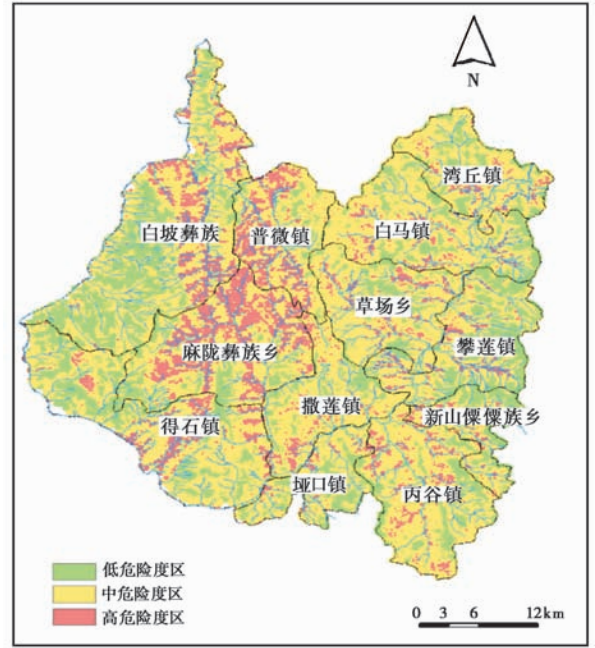 N
湾丘镇
白坡彝族
普微镇
白马镇
草场乡
麻陇彝族乡
攀莲镇
撒莲镇
得石镇
新山傈僳族乡
垭口镇
丙谷镇
低危险度区
中危险度区
高危险度区
0 3 6 12km